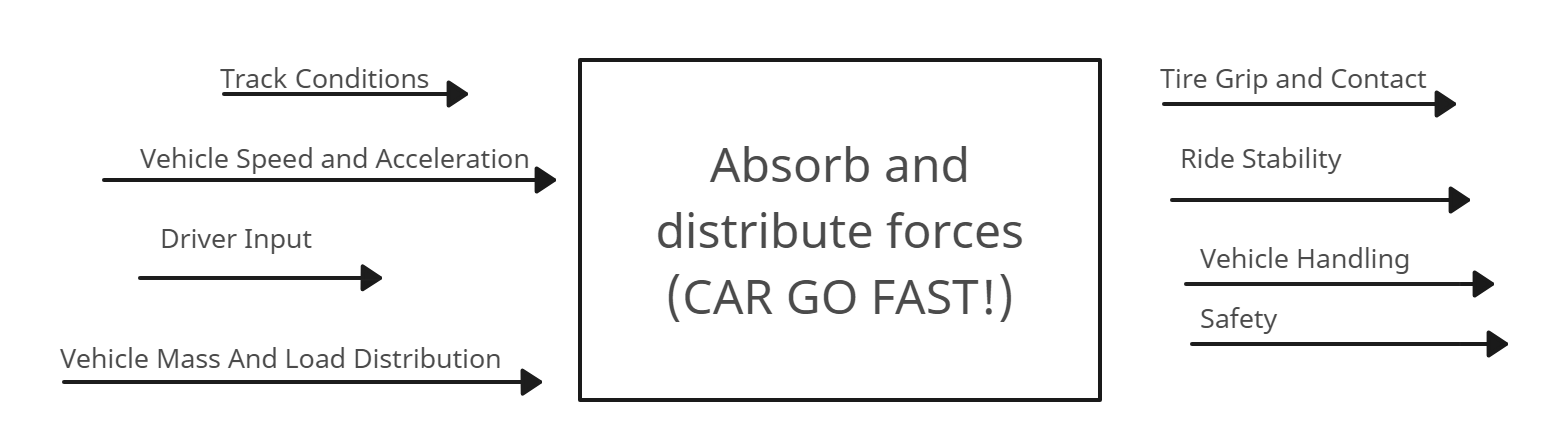 Track Conditions
Vehicle Speed and Acceleration
Driver Input
Vehicle Mass And Load Distribution
Absorb and
distribute forces
(CAR GO FAST!)
Tire Grip and Contact
Ride Stability
Vehicle Handling
Safety